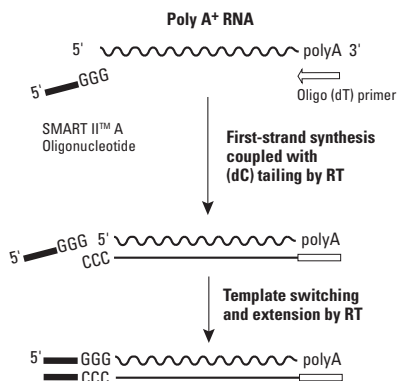 Poly A+ RNA
5' polyA 3'
5' GGG
Oligo (dT) primer
SMART II™ A
Oligonucleotide
First-strand synthesis
coupled with
(dC) tailing by RT
5' GGG 5' polyA
CCC
Template switching
and extension by RT
5' GGG polyA
CCC